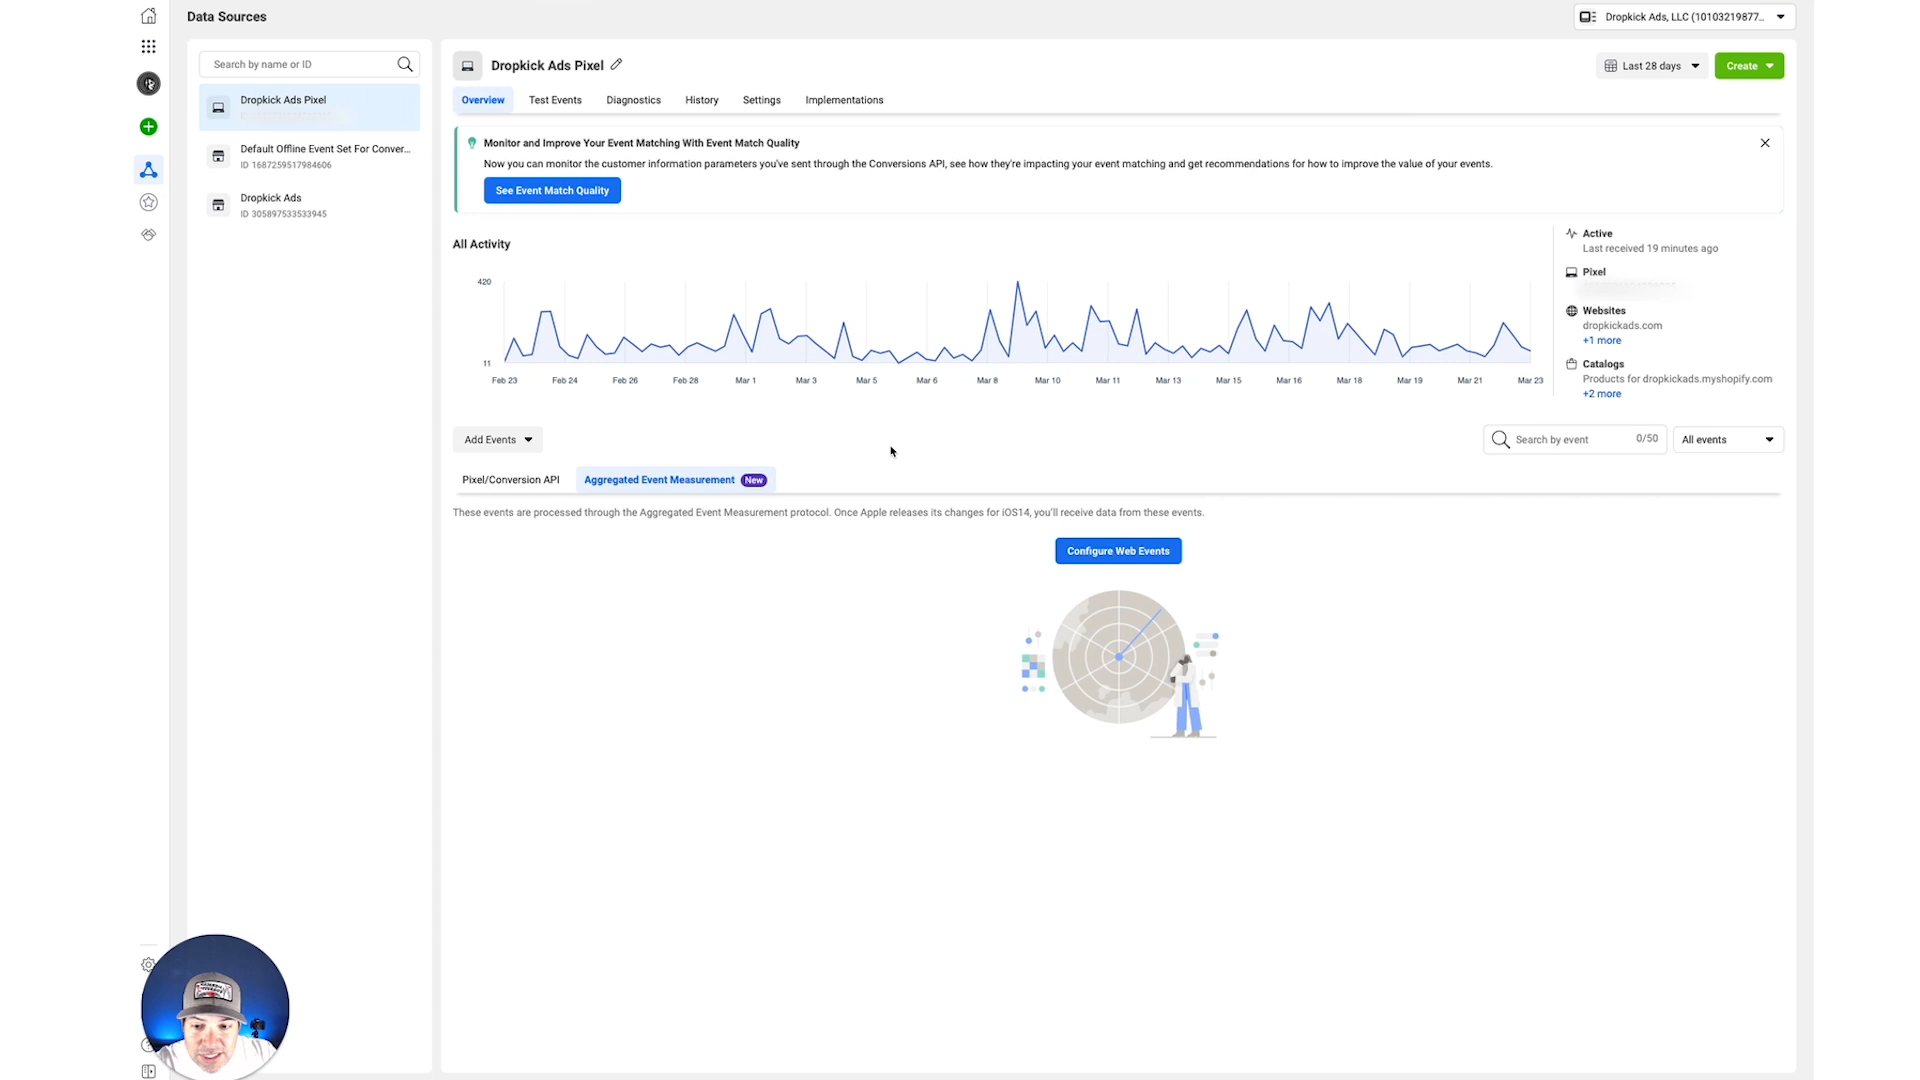 Data Sources
Dropkick Ads, LLC (10103219877...
Search by name or ID
Dropkick Ads Pixel
Default Offline Event Set For Conver...
ID 1687259517984606
Dropkick Ads
ID 305897533533945
Dropkick Ads Pixel
Last 28 days
Create
Overview
Test Events
Diagnostics
History
Settings
Implementations
Monitor and Improve Your Event Matching With Event Match Quality
Now you can monitor the customer information parameters you've sent through the Conversions API, see how they're impacting your event matching and get recommendations for how to improve the value of your events.
See Event Match Quality
All Activity
420
11
Feb 23 Feb 24 Feb 26 Feb 28 Mar 1 Mar 3 Mar 5 Mar 6 Mar 8 Mar 10 Mar 11 Mar 13 Mar 15 Mar 16 Mar 18 Mar 19 Mar 21 Mar 23
Active
Last received 19 minutes ago
Pixel
Websites
dropkickads.com
+1 more
Catalogs
Products for dropkickads.myshopify.com
+2 more
Add Events
Search by event 0/50
All events
Pixel/Conversion API
Aggregated Event Measurement New
These events are processed through the Aggregated Event Measurement protocol. Once Apple releases its changes for iOS14, you'll receive data from these events.
Configure Web Events